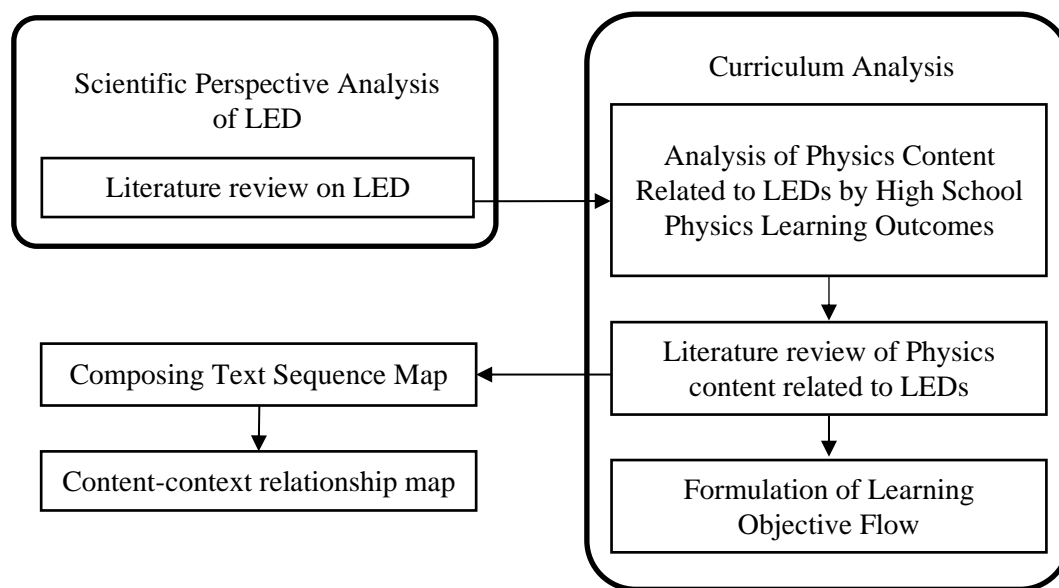 Scientific Perspective Analysis
of LED
Literature review on LED
Curriculum Analysis
Analysis of Physics Content
Related to LEDs by High School
Physics Learning Outcomes
Literature review of Physics
content related to LEDs
Formulation of Learning
Objective Flow
Composing Text Sequence Map
Content-context relationship map